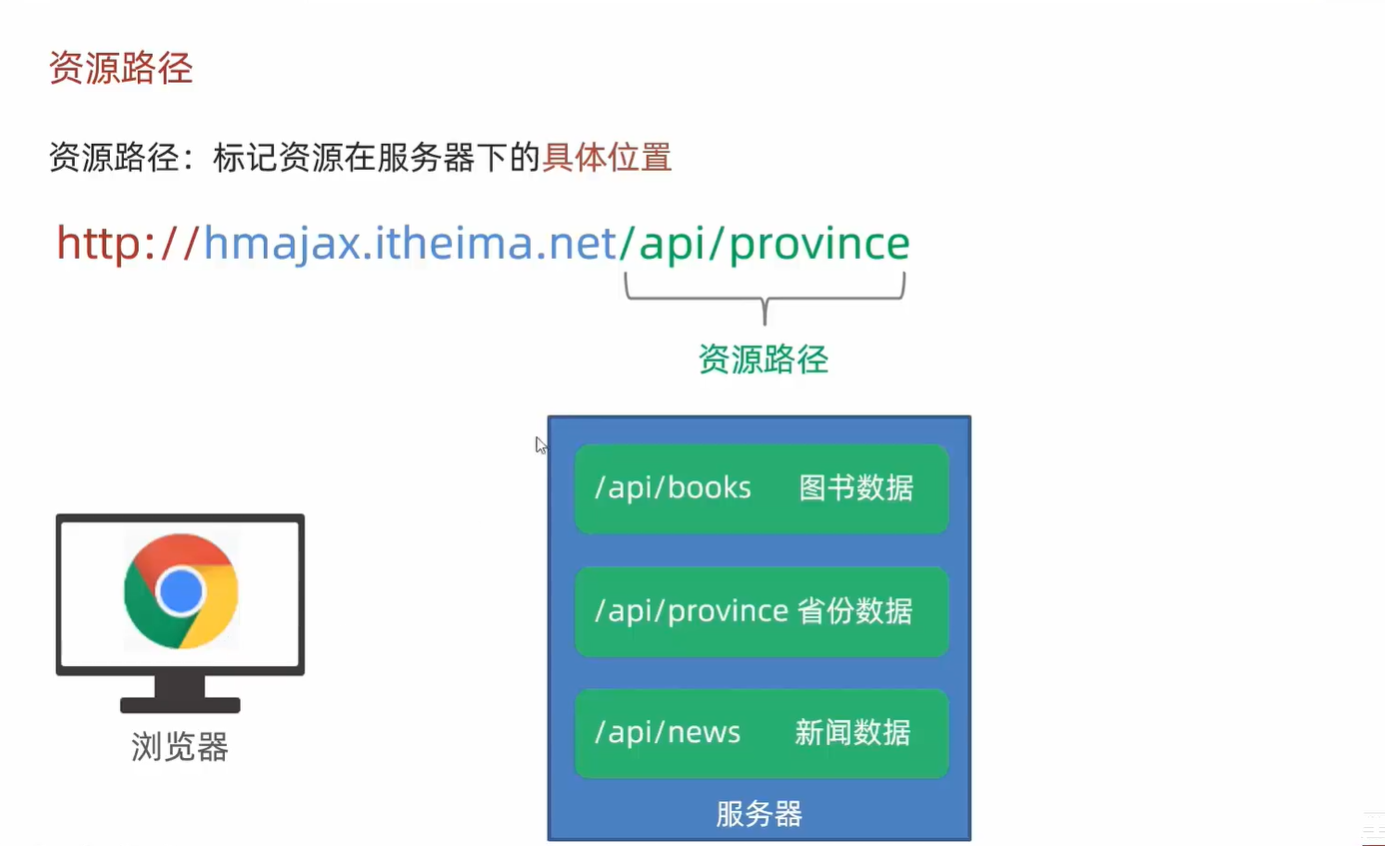 资源路径
资源路径：标记资源在服务器下的具体位置
http://hmajax.itheima.net/api/province
资源路径
/api/books 图书数据
/api/province 省份数据
/api/news 新闻数据
浏览器
服务器